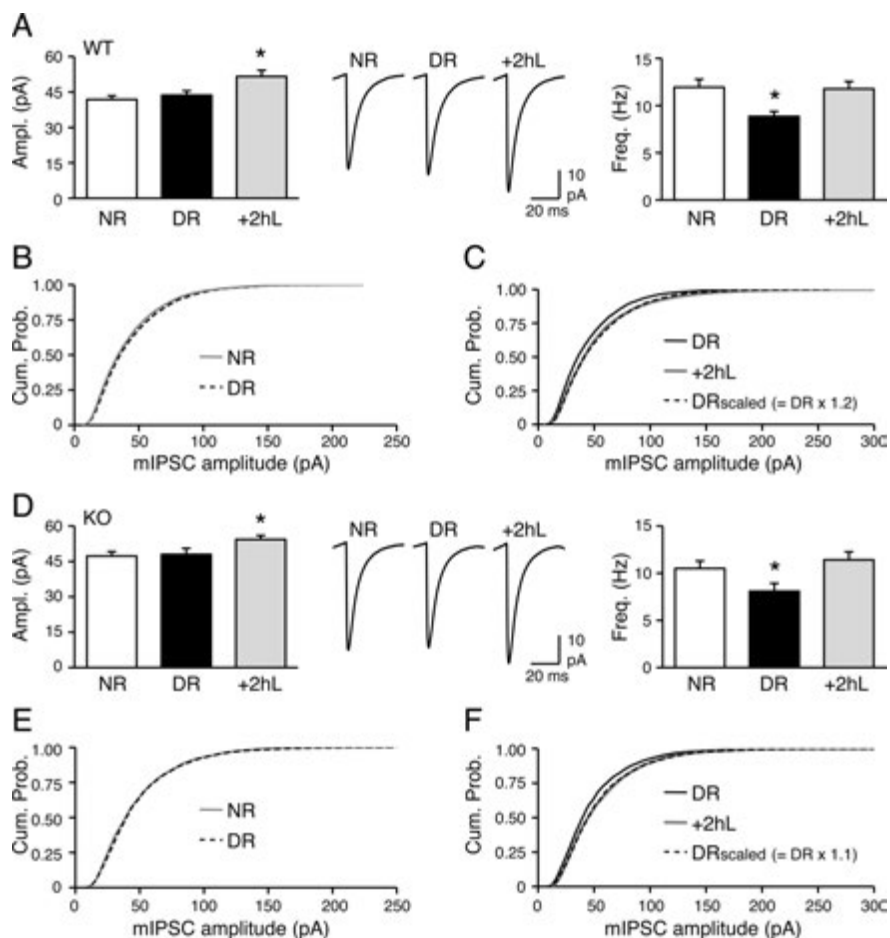 A
WT
Ampl. (pA)
60
45
30
15
0
NR DR +2hL
*
NR DR +2hL
10
pA
20 ms
Freq. (Hz)
15
10
5
0
*
NR DR +2hL
B
Cum. Prob.
1.00
0.75
0.50
0.25
0
NR
DR
0 50 100 150 200 250
mIPSC amplitude (pA)
C
Cum. Prob.
1.00
0.75
0.50
0.25
0
DR
+2hL
DRscaled (= DR x 1.2)
0 50 100 150 200 250 300
mIPSC amplitude (pA)
D
KO
Ampl. (pA)
60
45
30
15
0
*
NR DR +2hL
NR DR +2hL
10
pA
20 ms
Freq. (Hz)
15
10
5
0
*
NR DR +2hL
E
Cum. Prob.
1.00
0.75
0.50
0.25
0
NR
DR
0 50 100 150 200 250
mIPSC amplitude (pA)
F
Cum. Prob.
1.00
0.75
0.50
0.25
0
DR
+2hL
DRscaled (= DR x 1.1)
0 50 100 150 200 250 300
mIPSC amplitude (pA)